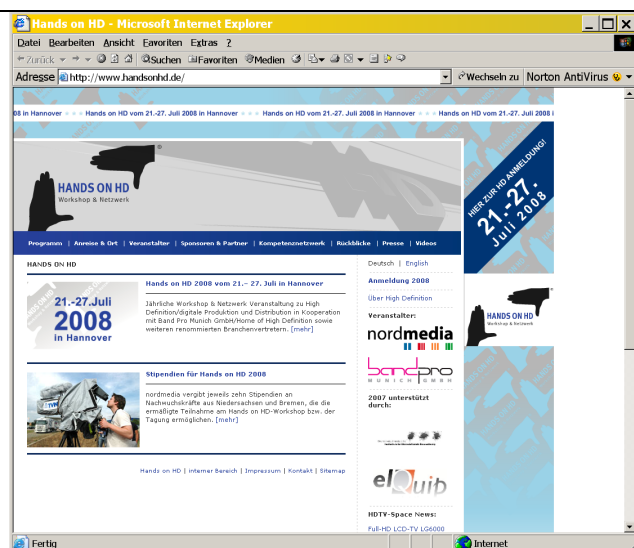 Hands on HD - Microsoft Internet Explorer
Datei Bearbeiten Ansicht Favoriten Extras ?
Zurück Suchen Favoriten Medien
Adresse http://www.handsonhd.de/ Wechseln zu Norton AntiVirus
08 in Hannover Hands on HD vom 21.-27. Juli 2008 in Hannover Hands on HD vom 21.-27. Juli 2008 in Hannover Hands on HD vom 21.-27. Juli 2008 i
HANDS ON HD
Workshop & Netzwerk
HIER ZUR HD ANMELDUNG!
21.-27.
Juli 2008
Programm | Anreise & Ort | Veranstalter | Sponsoren & Partner | Kompetenznetzwerk | Rückblicke | Presse | Videos
HANDS ON HD
Deutsch | English
21.-27.Juli
2008
in Hannover
Hands on HD 2008 vom 21.– 27. Juli in Hannover
Jährliche Workshop & Netzwerk Veranstaltung zu High
Definition/digitale Produktion und Distribution in Kooperation
mit Band Pro Munich GmbH/Home of High Definition sowie
weiteren renommierten Branchenvertretern. [mehr]
Anmeldung 2008
Über High Definition
Veranstalter:
nordmedia
bandpro
MUNICH GMBH
HANDS ON HD
Workshop & Netzwerk
Stipendien für Hands on HD 2008
nordmedia vergibt jeweils zehn Stipendien an
Nachwuchskräfte aus Niedersachsen und Bremen, die die
ermäßigte Teilnahme am Hands on HD-Workshop bzw. der
Tagung ermöglichen. [mehr]
2007 unterstützt
durch:
elQuip
Hands on HD | interner Bereich | Impressum | Kontakt | Sitemap
HDTV-Space News:
Full-HD LCD-TV LG6000
Fertig Internet